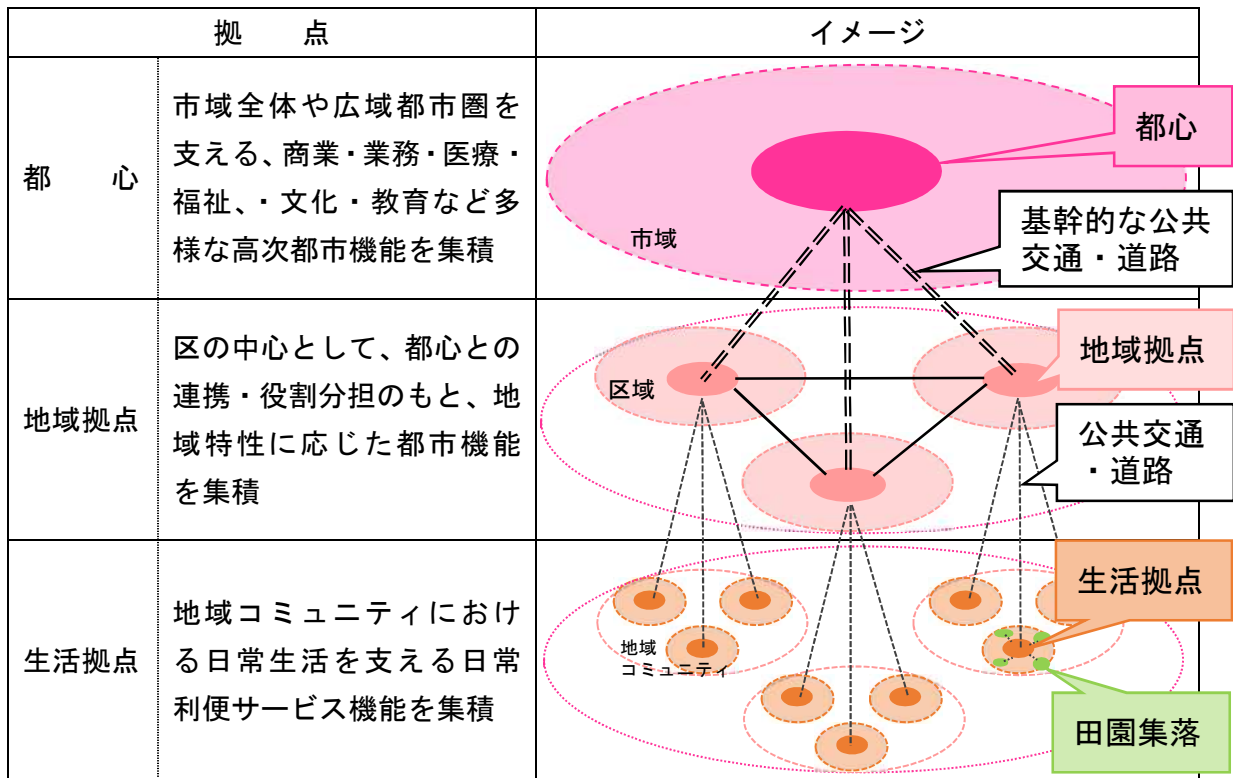 拠　　点
イメージ
都　　心
市域全体や広域都市圏を
支える、商業・業務・医療・
福祉、・文化・教育など多
様な高次都市機能を集積
都心
市域
基幹的な公共
交通・道路
地域拠点
区の中心として、都心との
連携・役割分担のもと、地
域特性に応じた都市機能
を集積
地域拠点
区域
公共交通
・道路
生活拠点
地域コミュニティにおけ
る日常生活を支える日常
利便サービス機能を集積
生活拠点
地域
コミュニティ
田園集落